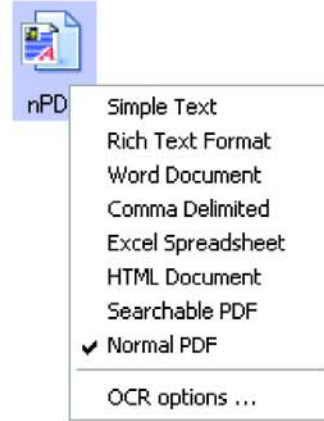 nPD
Simple Text
Rich Text Format
Word Document
Comma Delimited
Excel Spreadsheet
HTML Document
Searchable PDF
Normal PDF
OCR options ...